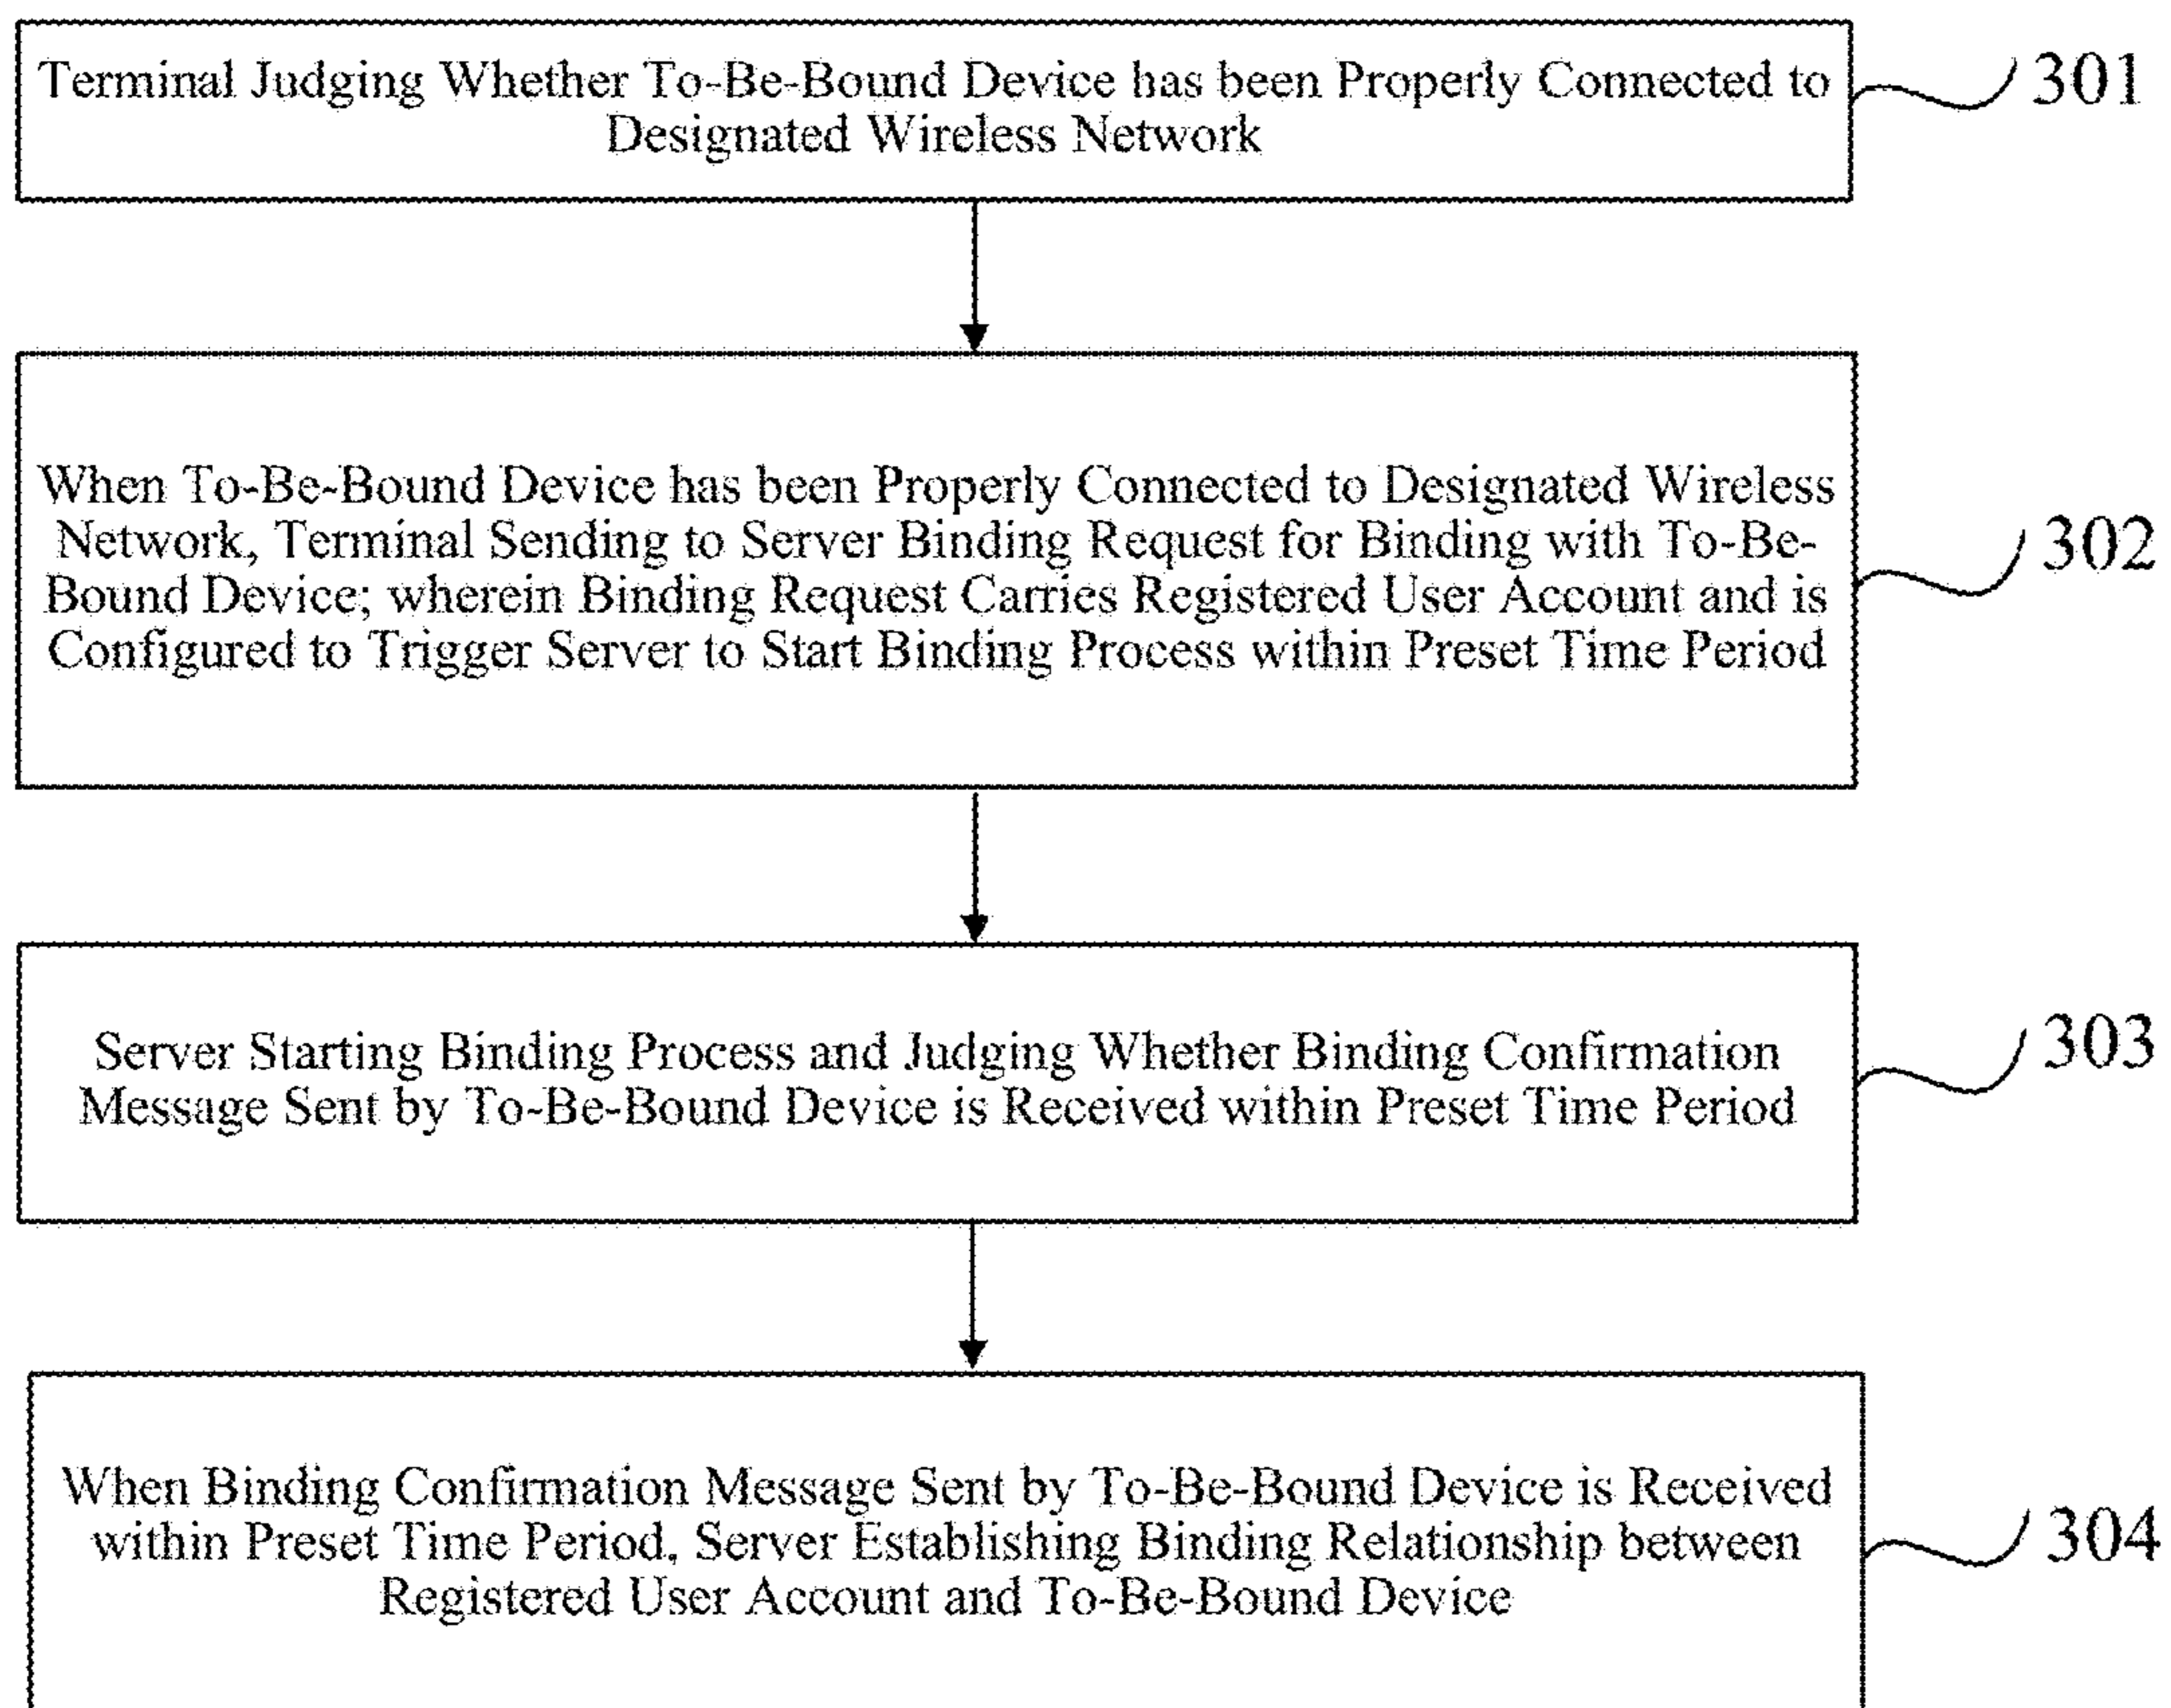 Terminal Judging Whether To-Be-Bound Device has been Properly Connected to
Designated Wireless Network
301
When To-Be-Bound Device has been Properly Connected to Designated Wireless
Network, Terminal Sending to Server Binding Request for Binding with To-Be-
Bound Device; wherein Binding Request Carries Registered User Account and is
Configured to Trigger Server to Start Binding Process within Preset Time Period
302
Server Starting Binding Process and Judging Whether Binding Confirmation
Message Sent by To-Be-Bound Device is Received within Preset Time Period
303
When Binding Confirmation Message Sent by To-Be-Bound Device is Received
within Preset Time Period, Server Establishing Binding Relationship between
Registered User Account and To-Be-Bound Device
304